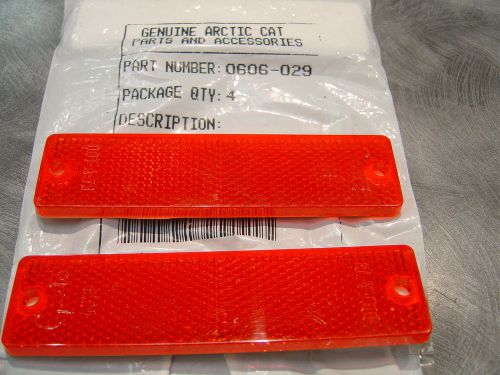 GENUINE ARCTIC CAT
PARTS AND ACCESSORIES
PART NUMBER: 0606-029
PACKAGE QTY: 4
DESCRIPTION: